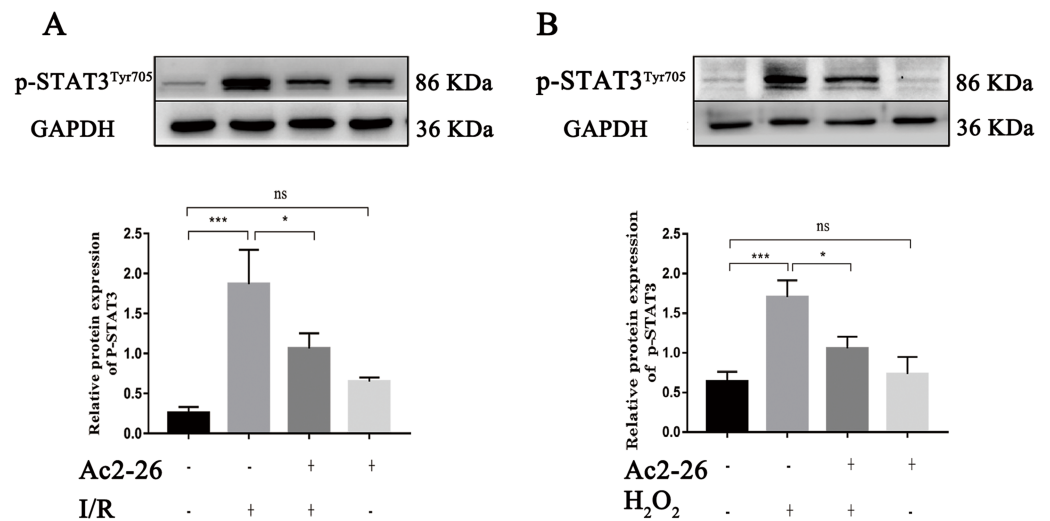 A
p-STAT3Tyr705 86 KDa
GAPDH 36 KDa
ns
*** *
Relative protein expression
of P-STAT3
2.5
2.0
1.5
1.0
0.5
0.0
Ac2-26 - - + +
I/R - + + -
B
p-STAT3Tyr705 86 KDa
GAPDH 36 KDa
ns
*** *
Relative protein expression
of p-STAT3
2.5
2.0
1.5
1.0
0.5
0.0
Ac2-26 - - + +
H₂O₂ - + + -